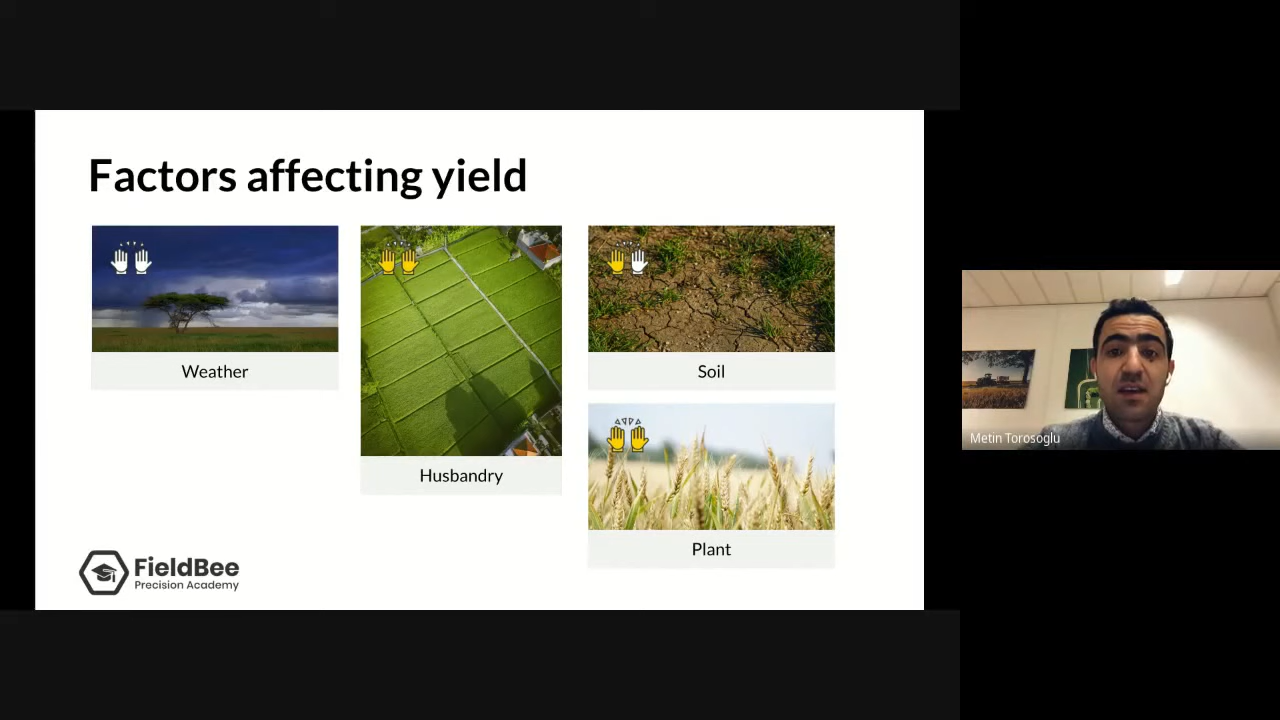 Factors affecting yield
Weather
Husbandry
Soil
Plant
FieldBee
Precision Academy
Metin Torosoglu